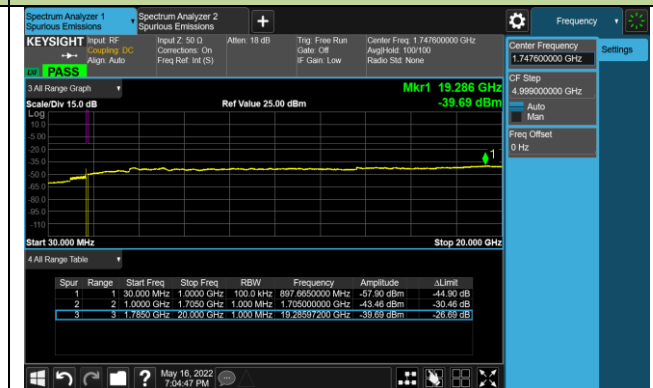 Spectrum Analyzer 1
Spurious Emissions
Spectrum Analyzer 2
Spurious Emissions
Frequency
KEYSIGHT
Input: RF
Coupling: DC
Align: Auto
Input Z: 50 Ω
Corrections: On
Freq Ref: Int (S)
Atten: 18 dB
Trig: Free Run
Gate: Off
IF Gain: Low
Center Freq: 1.747600000 GHz
Avg|Hold: 100/100
Radio Std: None
LW PASS
3 All Range Graph
Mkr1 19.286 GHz
Scale/Div 15.0 dB
Ref Value 25.00 dBm
-39.69 dBm
Log
10.0
-5.00
-20.0
-35.0
-50.0
-65.0
-80.0
-95.0
-110
1
Start 30.000 MHz
Stop 20.000 GHz
4 All Range Table
Spur Range Start Freq Stop Freq RBW Frequency Amplitude ΔLimit
1 1 30.000 MHz 1.0000 GHz 100.0 kHz 897.6650000 MHz -57.90 dBm -44.90 dB
2 2 1.0000 GHz 1.7050 GHz 1.000 MHz 1.705000000 GHz -43.46 dBm -30.46 dB
3 3 1.7850 GHz 20.000 GHz 1.000 MHz 19.28597200 GHz -39.69 dBm -26.69 dB
May 16, 2022
7:04:47 PM
Center Frequency
1.747600000 GHz
Settings
CF Step
4.999000000 GHz
Auto
Man
Freq Offset
0 Hz